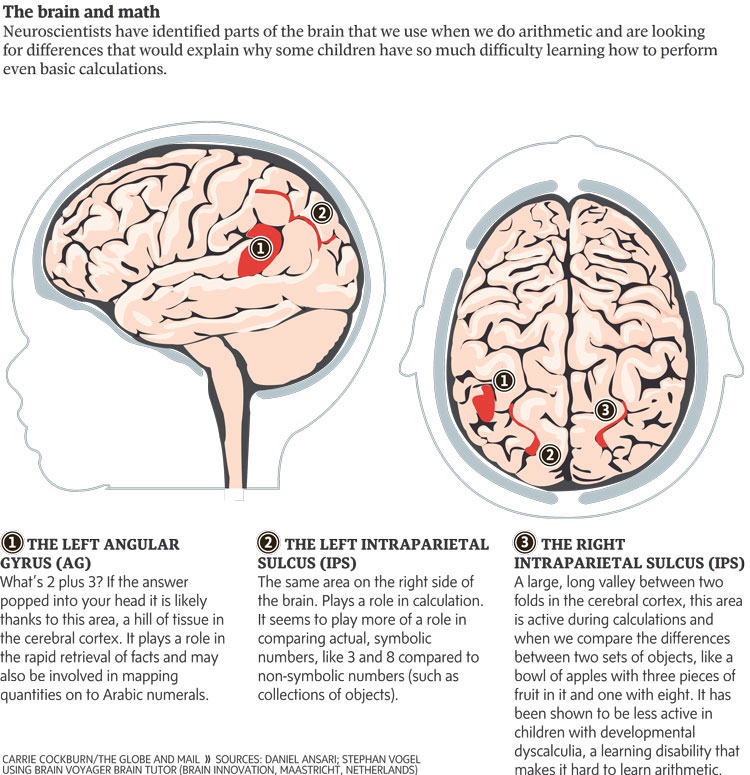 The brain and math
Neuroscientists have identified parts of the brain that we use when we do arithmetic and are looking
for differences that would explain why some children have so much difficulty learning how to perform
even basic calculations.
2
1
1
3
2
1 THE LEFT ANGULAR
GYRUS (AG)
What's 2 plus 3? If the answer
popped into your head it is likely
thanks to this area, a hill of tissue in
the cerebral cortex. It plays a role in
the rapid retrieval of facts and may
also be involved in mapping
quantities on to Arabic numerals.
2 THE LEFT INTRAPARIETAL
SULCUS (IPS)
The same area on the right side of
the brain. Plays a role in calculation.
It seems to play more of a role in
comparing actual, symbolic
numbers, like 3 and 8 compared to
non-symbolic numbers (such as
collections of objects).
3 THE RIGHT
INTRAPARIETAL SULCUS (IPS)
A large, long valley between two
folds in the cerebral cortex, this area
is active during calculations and
when we compare the differences
between two sets of objects, like a
bowl of apples with three pieces of
fruit in it and one with eight. It has
been shown to be less active in
children with developmental
dyscalculia, a learning disability that
makes it hard to learn arithmetic.
CARRIE COCKBURN/THE GLOBE AND MAIL » SOURCES: DANIEL ANSARI; STEPHAN VOGEL
USING BRAIN VOYAGER BRAIN TUTOR (BRAIN INNOVATION, MAASTRICHT, NETHERLANDS)